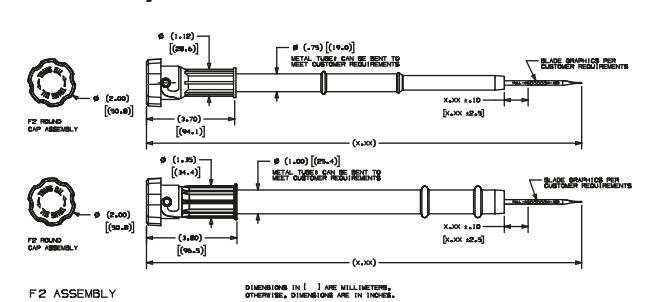 Ø (1.12)
[(28.6)]
Ø (.75) [(19.0)]
METAL TUBE: CAN BE BENT TO
MEET CUSTOMER REQUIREMENTS
BLADE GRAPHICS PER
CUSTOMER REQUIREMENTS
Ø (2.00)
[(50.8)]
F2 ROUND
CAP ASSEMBLY
(3.70)
[(94.1)]
X.XX ±.10
[X.XX ±2.5]
(X.XX)
Ø (1.35)
[(34.4)]
Ø (1.00) [(25.4)]
METAL TUBE: CAN BE BENT TO
MEET CUSTOMER REQUIREMENTS
BLADE GRAPHICS PER
CUSTOMER REQUIREMENTS
Ø (2.00)
[(50.8)]
F2 ROUND
CAP ASSEMBLY
(3.80)
[(96.5)]
X.XX ±.10
[X.XX ±2.5]
(X.XX)
F2 ASSEMBLY
DIMENSIONS IN [ ] ARE MILLIMETERS,
OTHERWISE, DIMENSIONS ARE IN INCHES.